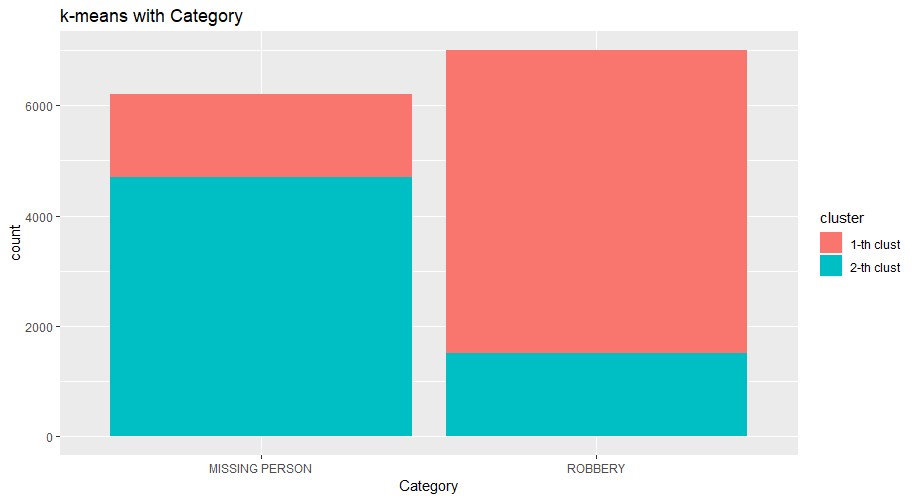 k-means with Category
6000
4000
2000
0
count
MISSING PERSON
ROBBERY
Category
cluster
1-th clust
2-th clust